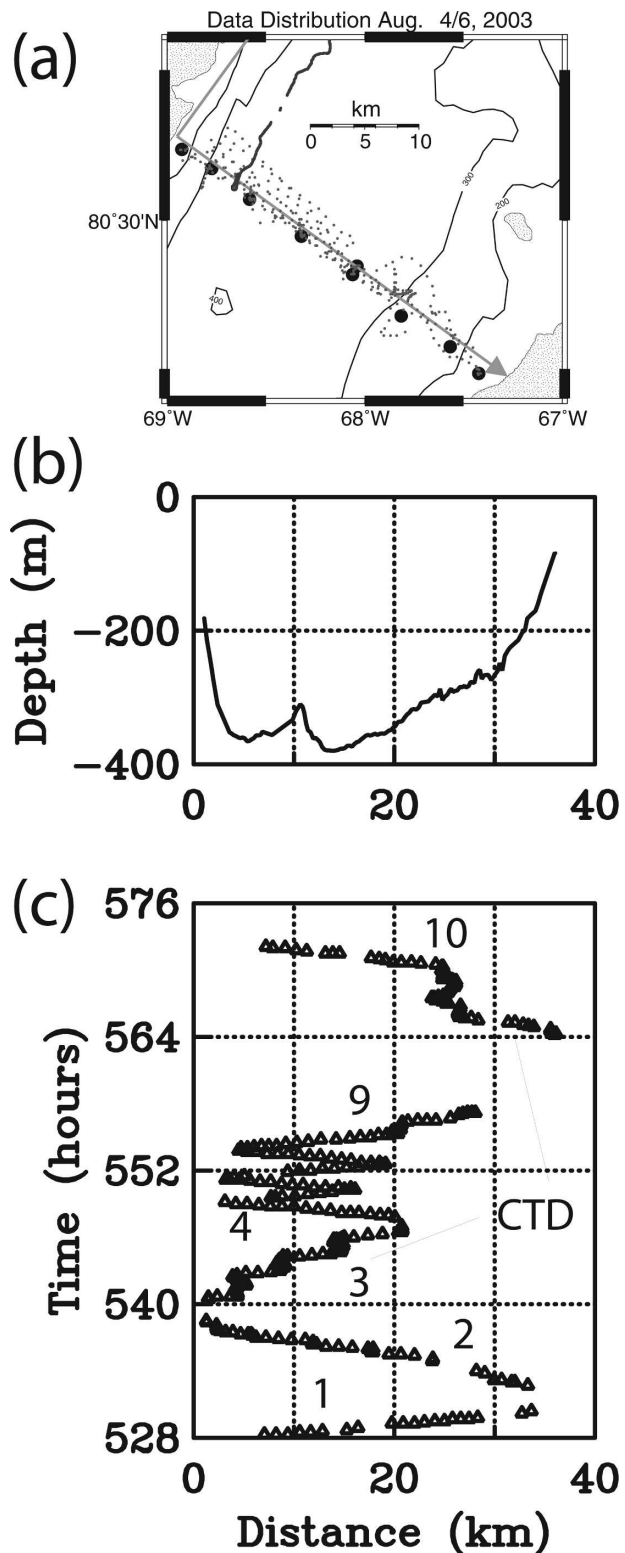 Data Distribution Aug. 4/6, 2003
(a)
km
0 5 10
300
200
80°30'N
400
69°W 68°W 67°W
(b)
0
Depth (m)
-200
-400
0 20 40
(c)
576
10
564
Time (hours)
9
552
4
CTD
3
540
2
1
528
0 20 40
Distance (km)